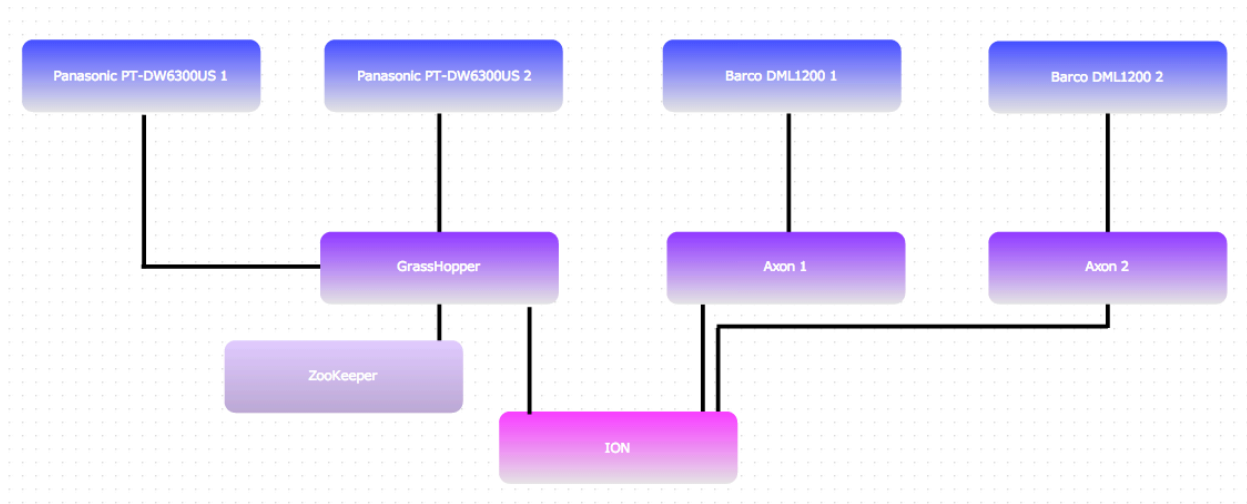 Panasonic PT-DW6300US 1
Panasonic PT-DW6300US 2
Barco DML1200 1
Barco DML1200 2
GrassHopper
Axon 1
Axon 2
ZooKeeper
ION